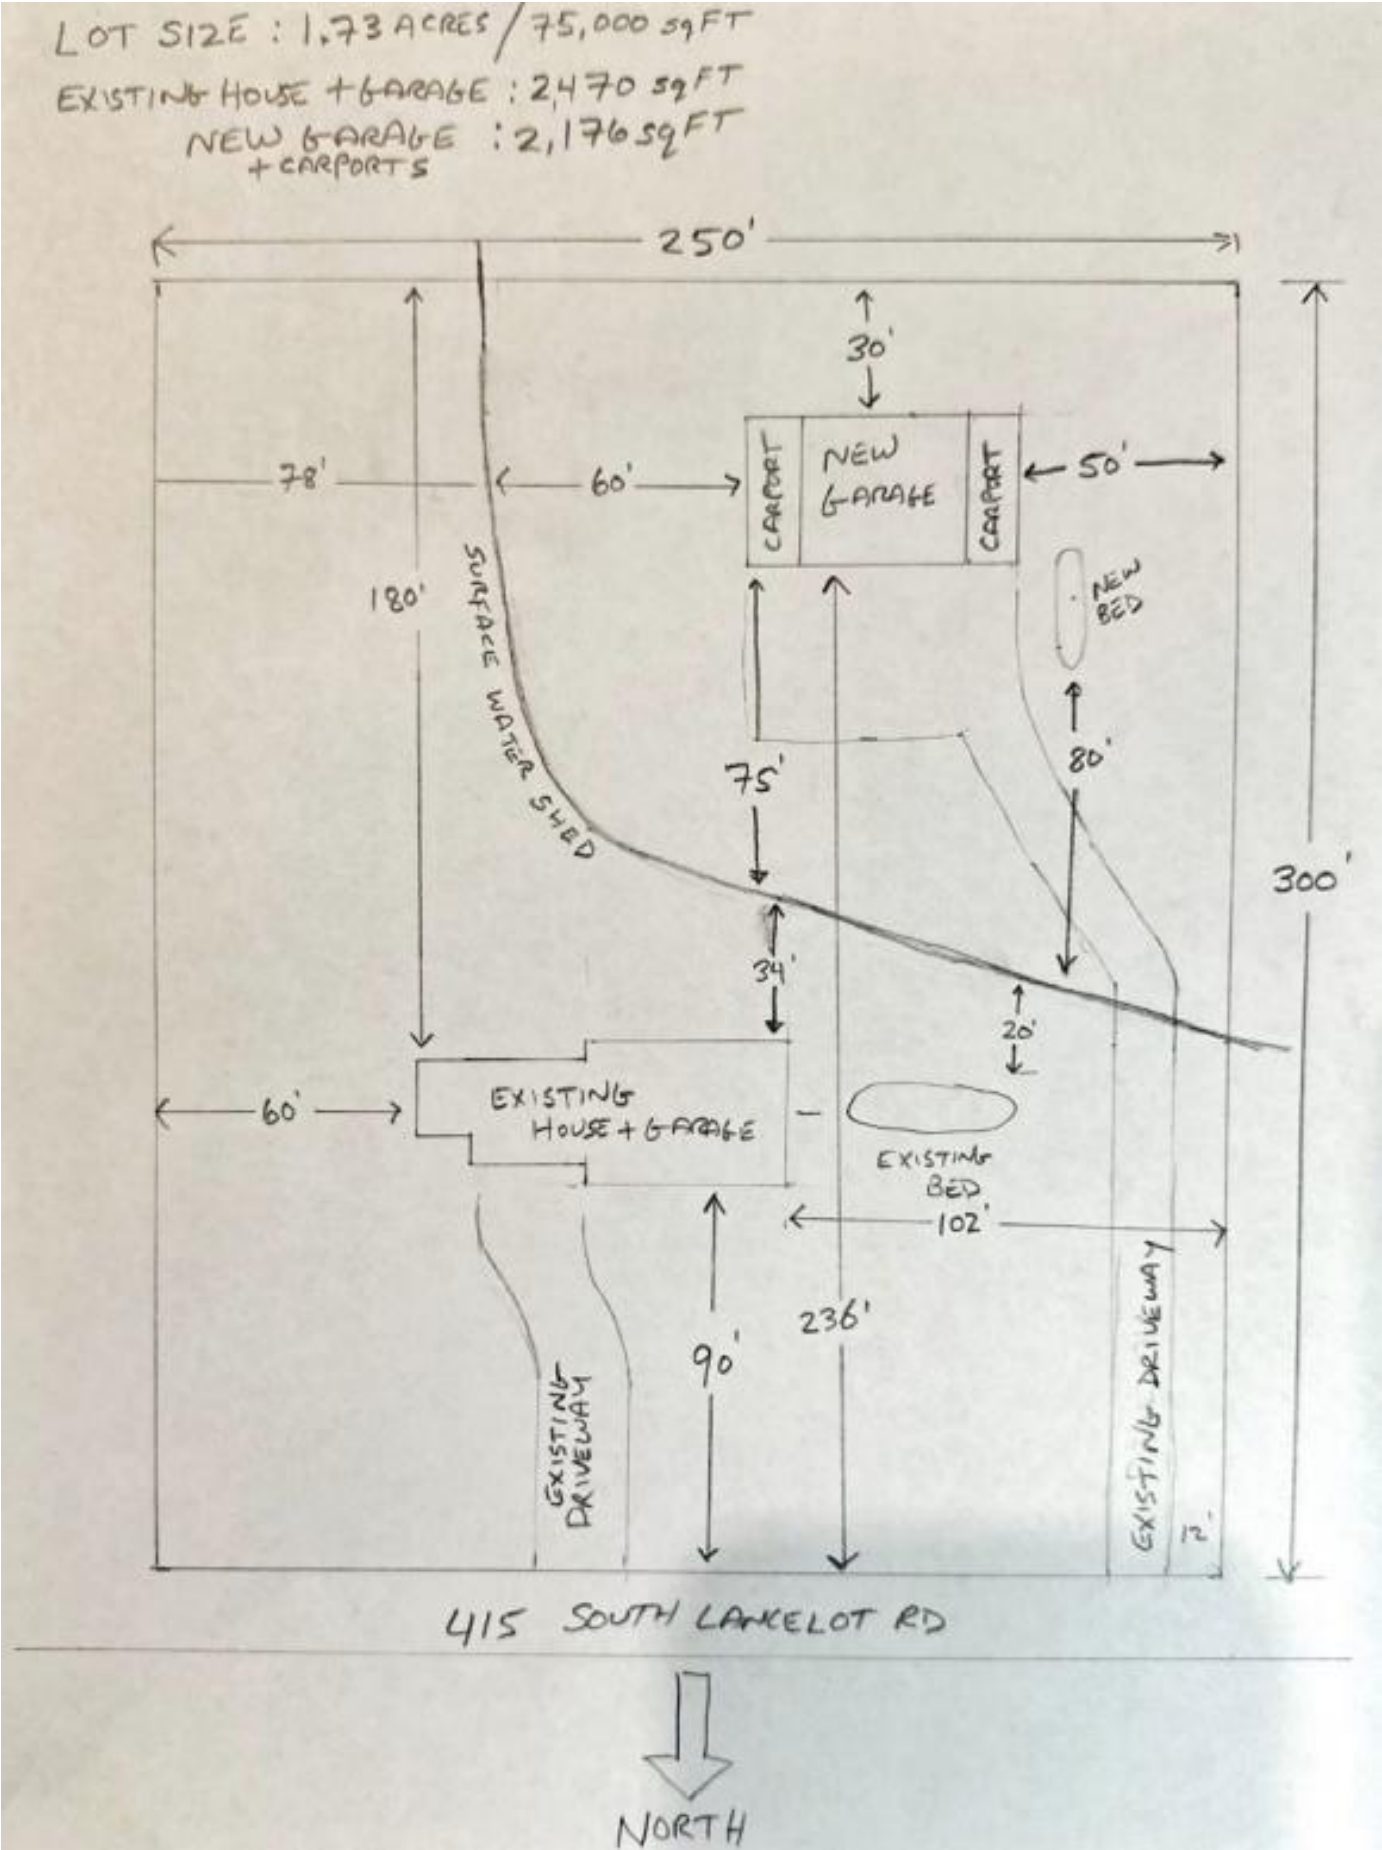 LOT SIZE : 1.73 ACRES / 75,000 sqFT
EXISTING HOUSE + GARAGE : 2,470 sqFT
NEW GARAGE : 2,176 sqFT
+ CARPORTS
250'
30'
CARPORT
NEW
GARAGE
CARPORT
50'
78'
60'
180'
SURFACE WATER SHED
NEW
BED
80'
75'
300'
34'
20'
60'
EXISTING
HOUSE + GARAGE
EXISTING
BED
102'
236'
90'
EXISTING
DRIVEWAY
EXISTING DRIVEWAY
12'
415 SOUTH LANCELOT RD
NORTH